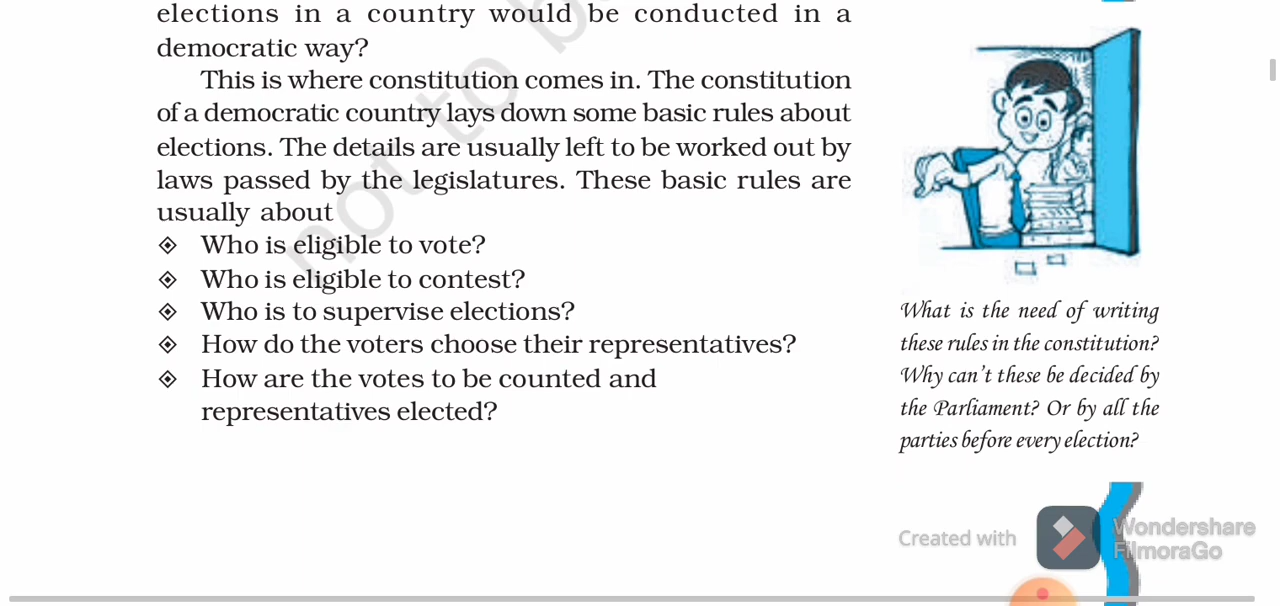 elections in a country would be conducted in a
democratic way?
This is where constitution comes in. The constitution
of a democratic country lays down some basic rules about
elections. The details are usually left to be worked out by
laws passed by the legislatures. These basic rules are
usually about
Who is eligible to vote?
Who is eligible to contest?
Who is to supervise elections?
How do the voters choose their representatives?
How are the votes to be counted and
representatives elected?
not to b
What is the need of writing
these rules in the constitution?
Why can't these be decided by
the Parliament? Or by all the
parties before every election?
Created with
Wondershare
FilmoraGo